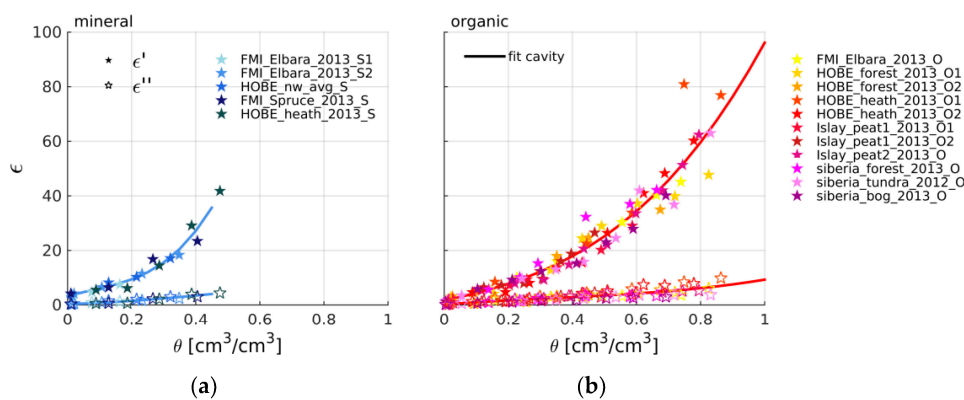 mineral
organic
100
80
60
40
20
0
ϵ
ϵ'
ϵ''
FMI_Elbara_2013_S1
FMI_Elbara_2013_S2
HOBE_nw_avg_S
FMI_Spruce_2013_S
HOBE_heath_2013_S
0 0.2 0.4 0.6 0.8 1
θ [cm³/cm³]
(a)
fit cavity
FMI_Elbara_2013_O
HOBE_forest_2013_O1
HOBE_forest_2013_O2
HOBE_heath_2013_O1
HOBE_heath_2013_O2
Islay_peat1_2013_O1
Islay_peat1_2013_O2
Islay_peat2_2013_O
siberia_forest_2013_O
siberia_tundra_2012_O
siberia_bog_2013_O
0 0.2 0.4 0.6 0.8 1
θ [cm³/cm³]
(b)